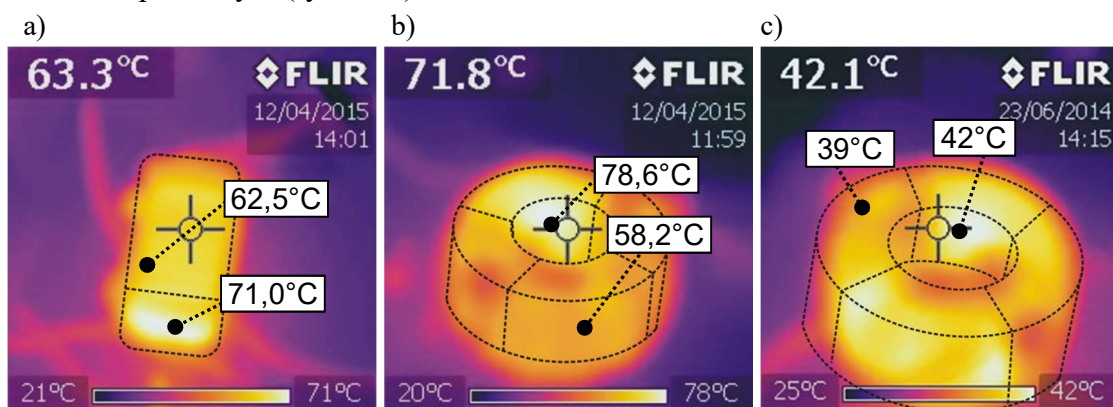 a)
b)
c)
63.3°C
FLIR
12/04/2015
14:01
62,5°C
71,0°C
21°C
71°C
71.8°C
FLIR
12/04/2015
11:59
78,6°C
58,2°C
20°C
78°C
42.1°C
FLIR
23/06/2014
14:15
39°C
42°C
25°C
42°C